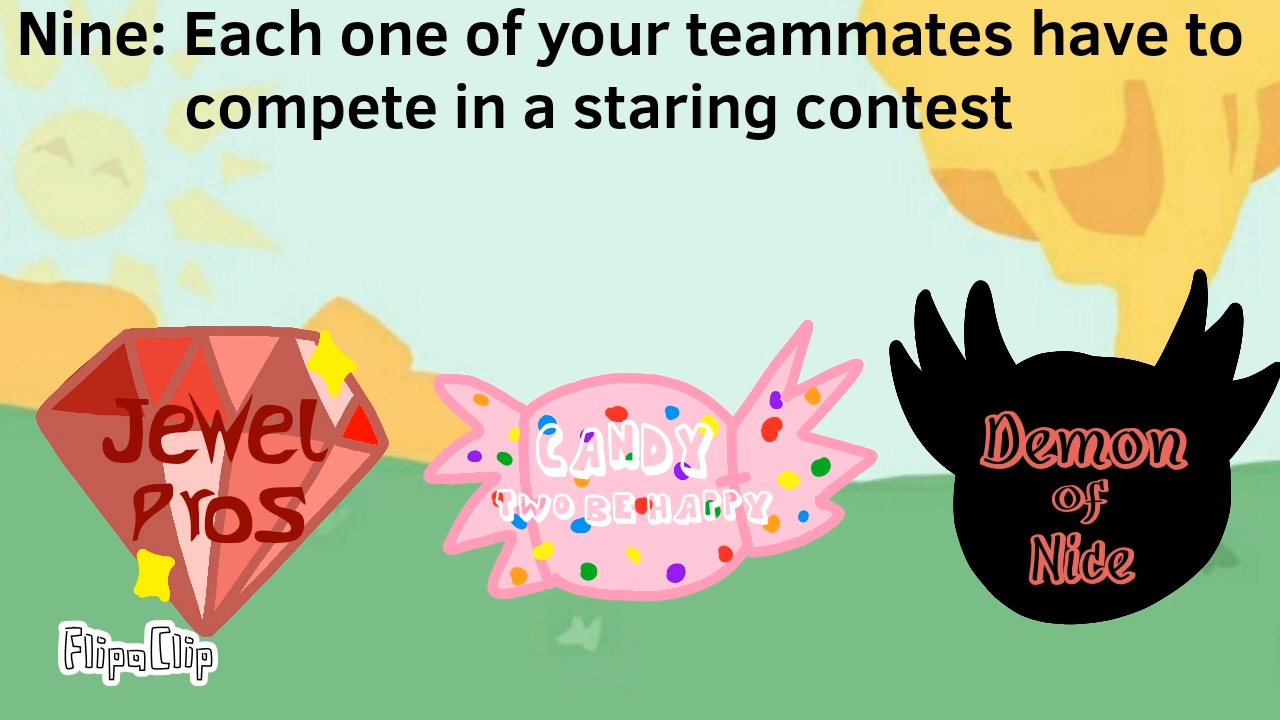 Nine: Each one of your teammates have to
compete in a staring contest
Jewel
Pros
CANDY
TWO BE HAPPY
Demon
of
Nice
FlipaClip